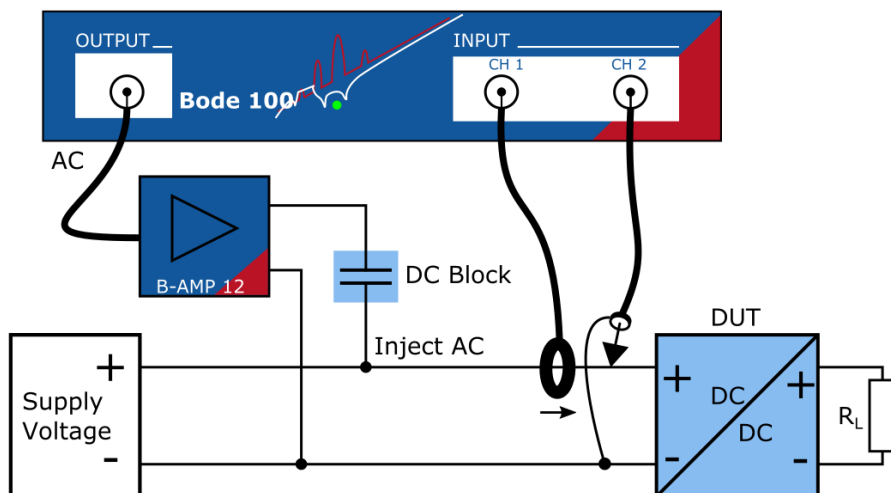 OUTPUT
INPUT
CH 1
CH 2
Bode 100
AC
B-AMP 12
DC Block
Inject AC
DUT
Supply
Voltage
+
-
+
-
DC
DC
+
-
RL